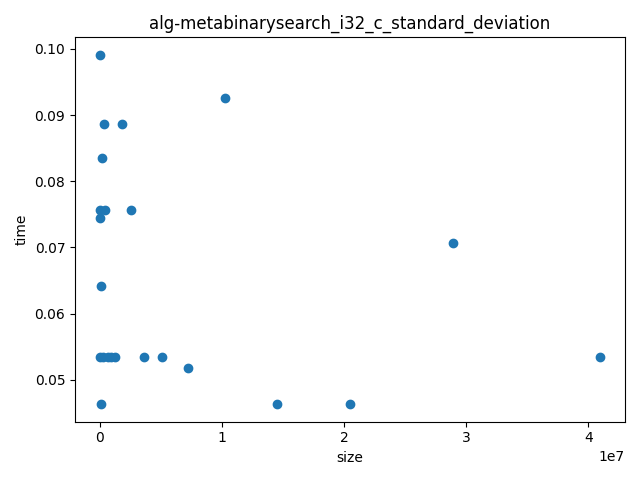 alg-metabinarysearch_i32_c_standard_deviation
0.10
0.09
0.08
0.07
0.06
0.05
time
0 1 2 3 4
1e7
size